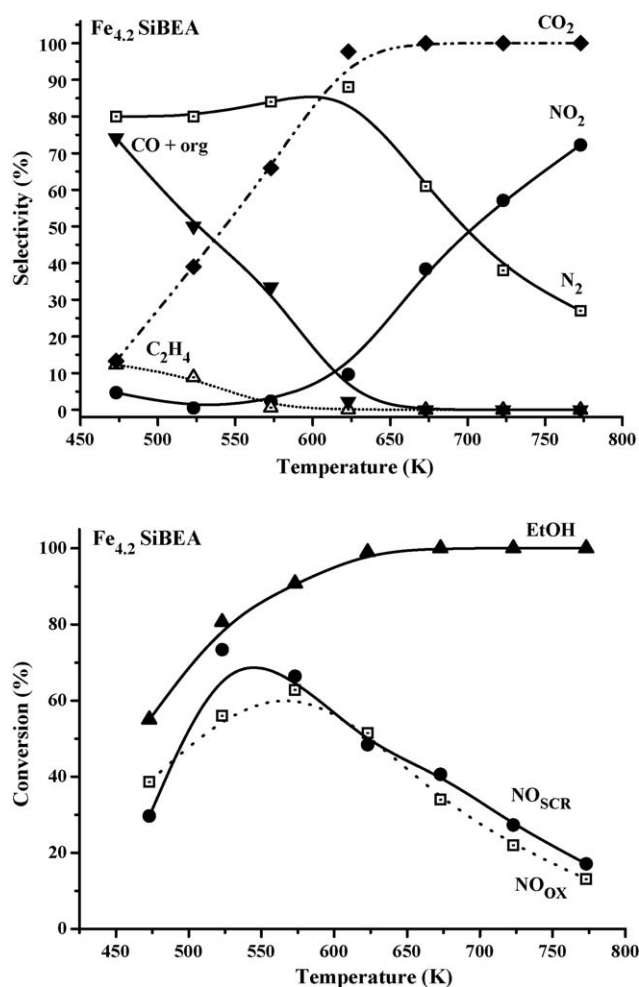 Fe4.2 SiBEA
CO2
100
90
80
70
60
50
40
30
20
10
0
Selectivity (%)
CO + org
NO2
N2
C2H4
450 500 550 600 650 700 750 800
Temperature (K)
Fe4.2 SiBEA
EtOH
100
80
60
40
20
0
Conversion (%)
NOSCR
NOOX
450 500 550 600 650 700 750 800
Temperature (K)